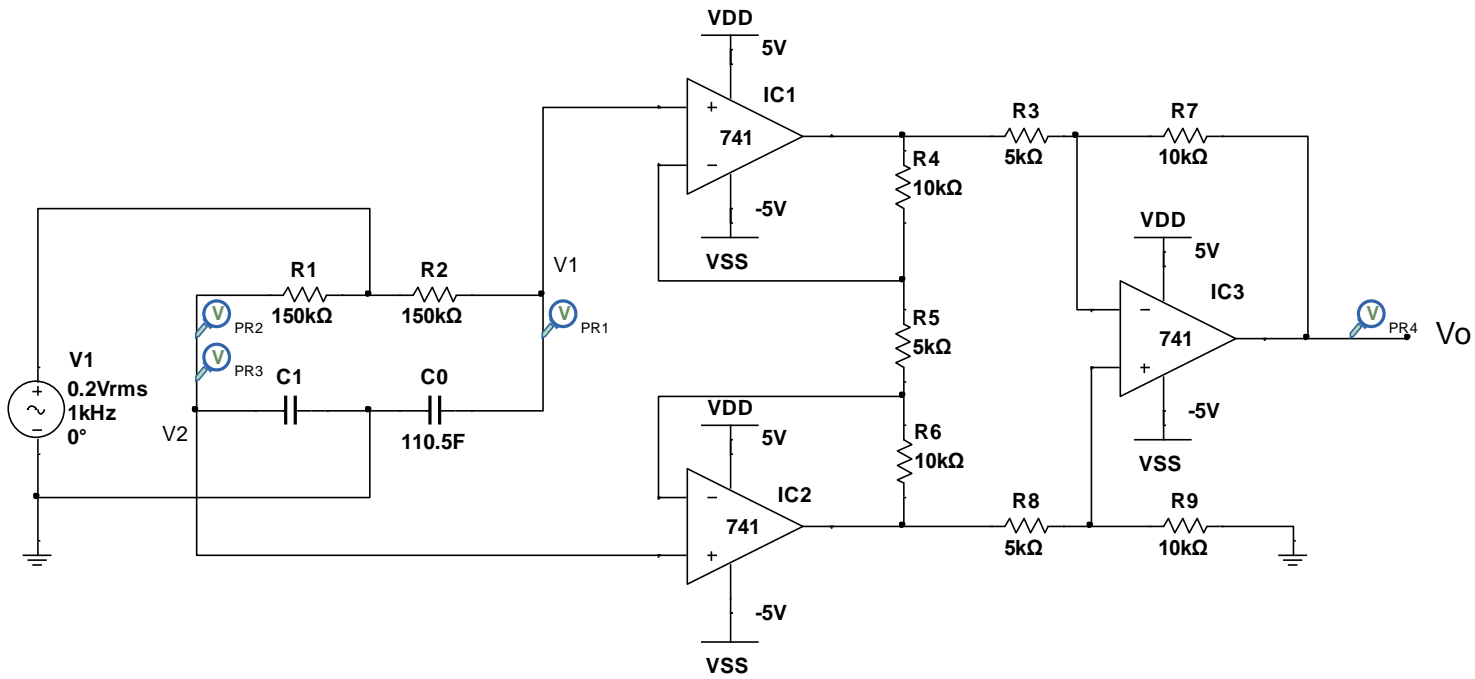 VDD
5V
IC1
+
741
−
-5V
VSS
R3
5kΩ
R7
10kΩ
R4
10kΩ
V1
R1
150kΩ
R2
150kΩ
V
PR2
V
PR1
V
PR3
V1
+
0.2Vrms
~
1kHz
−
0°
C1
C0
110.5F
V2
R5
5kΩ
VDD
5V
R6
10kΩ
IC2
−
741
+
-5V
VSS
VDD
5V
IC3
−
741
+
-5V
VSS
V
PR4
Vo
R8
5kΩ
R9
10kΩ